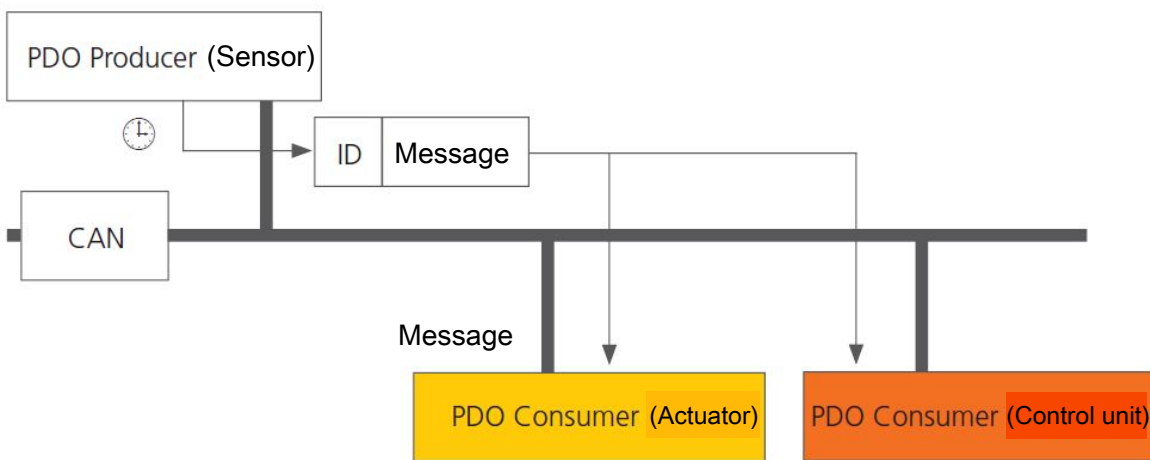 PDO Producer (Sensor)
ID Message
CAN
Message
PDO Consumer (Actuator)
PDO Consumer (Control unit)